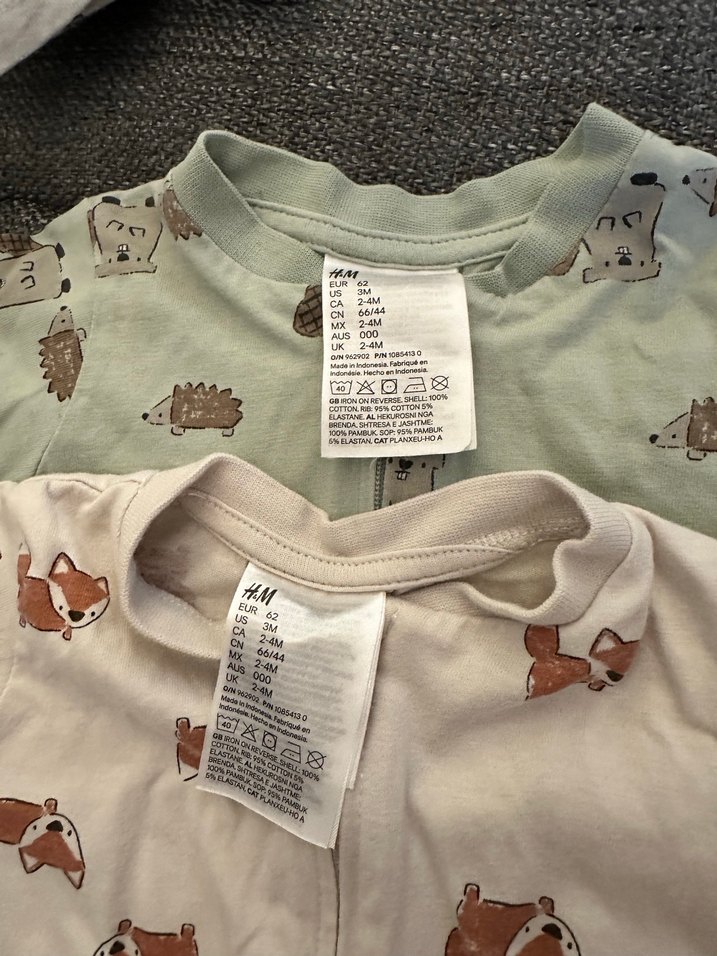 H&M
EUR 62
US 3M
CA 2-4M
CN 66/44
MX 2-4M
AUS 000
UK 2-4M
O/N 962902 P/N 1085413 0
Made in Indonesia. Fabriqué en
Indonésie. Hecho en Indonesia.
40
GB IRON ON REVERSE. SHELL: 100%
COTTON. RIB: 95% COTTON 5%
ELASTANE. AL HEKUROSNI NGA
BRENDA. SHTRESA E JASHTME:
100% PAMBUK. SOP: 95% PAMBUK
5% ELASTAN. CAT PLANXEU-HO A
H&M
EUR 62
US 3M
CA 2-4M
CN 66/44
MX 2-4M
AUS 000
UK 2-4M
O/N 962902 P/N 1085413 0
Made in Indonesia. Fabriqué en
Indonésie. Hecho en Indonesia.
40
GB IRON ON REVERSE. SHELL: 100%
COTTON. RIB: 95% COTTON 5%
ELASTANE. AL HEKUROSNI NGA
BRENDA. SHTRESA E JASHTME:
100% PAMBUK. SOP: 95% PAMBUK
5% ELASTAN. CAT PLANXEU-HO A